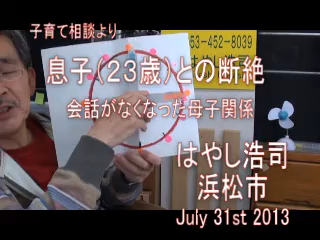 子育て相談より
53-452-8039
息子(23歳)との断絶
会話がなくなった母子関係
はやし浩司
浜松市
July 31st 2013